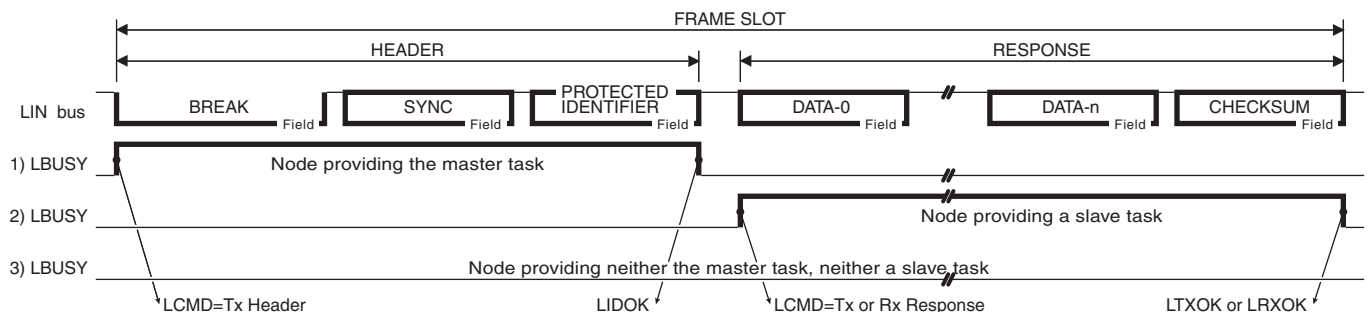 FRAME SLOT
HEADER
RESPONSE
LIN bus
BREAK
Field
SYNC
Field
PROTECTED
IDENTIFIER
Field
DATA-0
Field
DATA-n
Field
CHECKSUM
Field
1) LBUSY
Node providing the master task
2) LBUSY
Node providing a slave task
3) LBUSY
Node providing neither the master task, neither a slave task
LCMD=Tx Header
LIDOK
LCMD=Tx or Rx Response
LTXOK or LRXOK